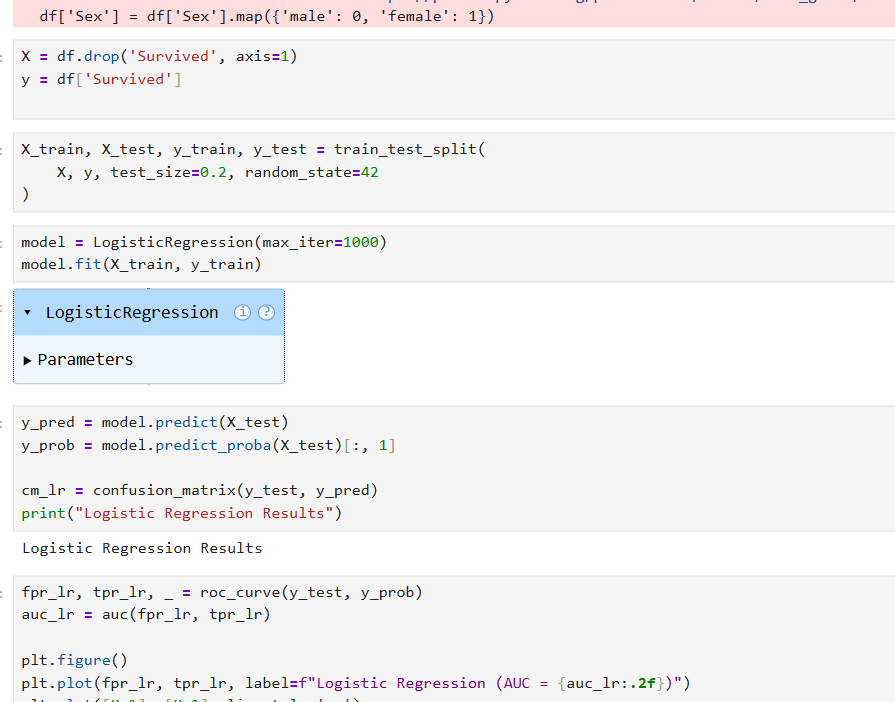 df['Sex'] = df['Sex'].map({'male': 0, 'female': 1})
X = df.drop('Survived', axis=1)
y = df['Survived']
X_train, X_test, y_train, y_test = train_test_split(
    X, y, test_size=0.2, random_state=42
)
model = LogisticRegression(max_iter=1000)
model.fit(X_train, y_train)
▾ LogisticRegression i ?
▸ Parameters
y_pred = model.predict(X_test)
y_prob = model.predict_proba(X_test)[:, 1]
cm_lr = confusion_matrix(y_test, y_pred)
print("Logistic Regression Results")
Logistic Regression Results
fpr_lr, tpr_lr, _ = roc_curve(y_test, y_prob)
auc_lr = auc(fpr_lr, tpr_lr)
plt.figure()
plt.plot(fpr_lr, tpr_lr, label=f"Logistic Regression (AUC = {auc_lr:.2f})")